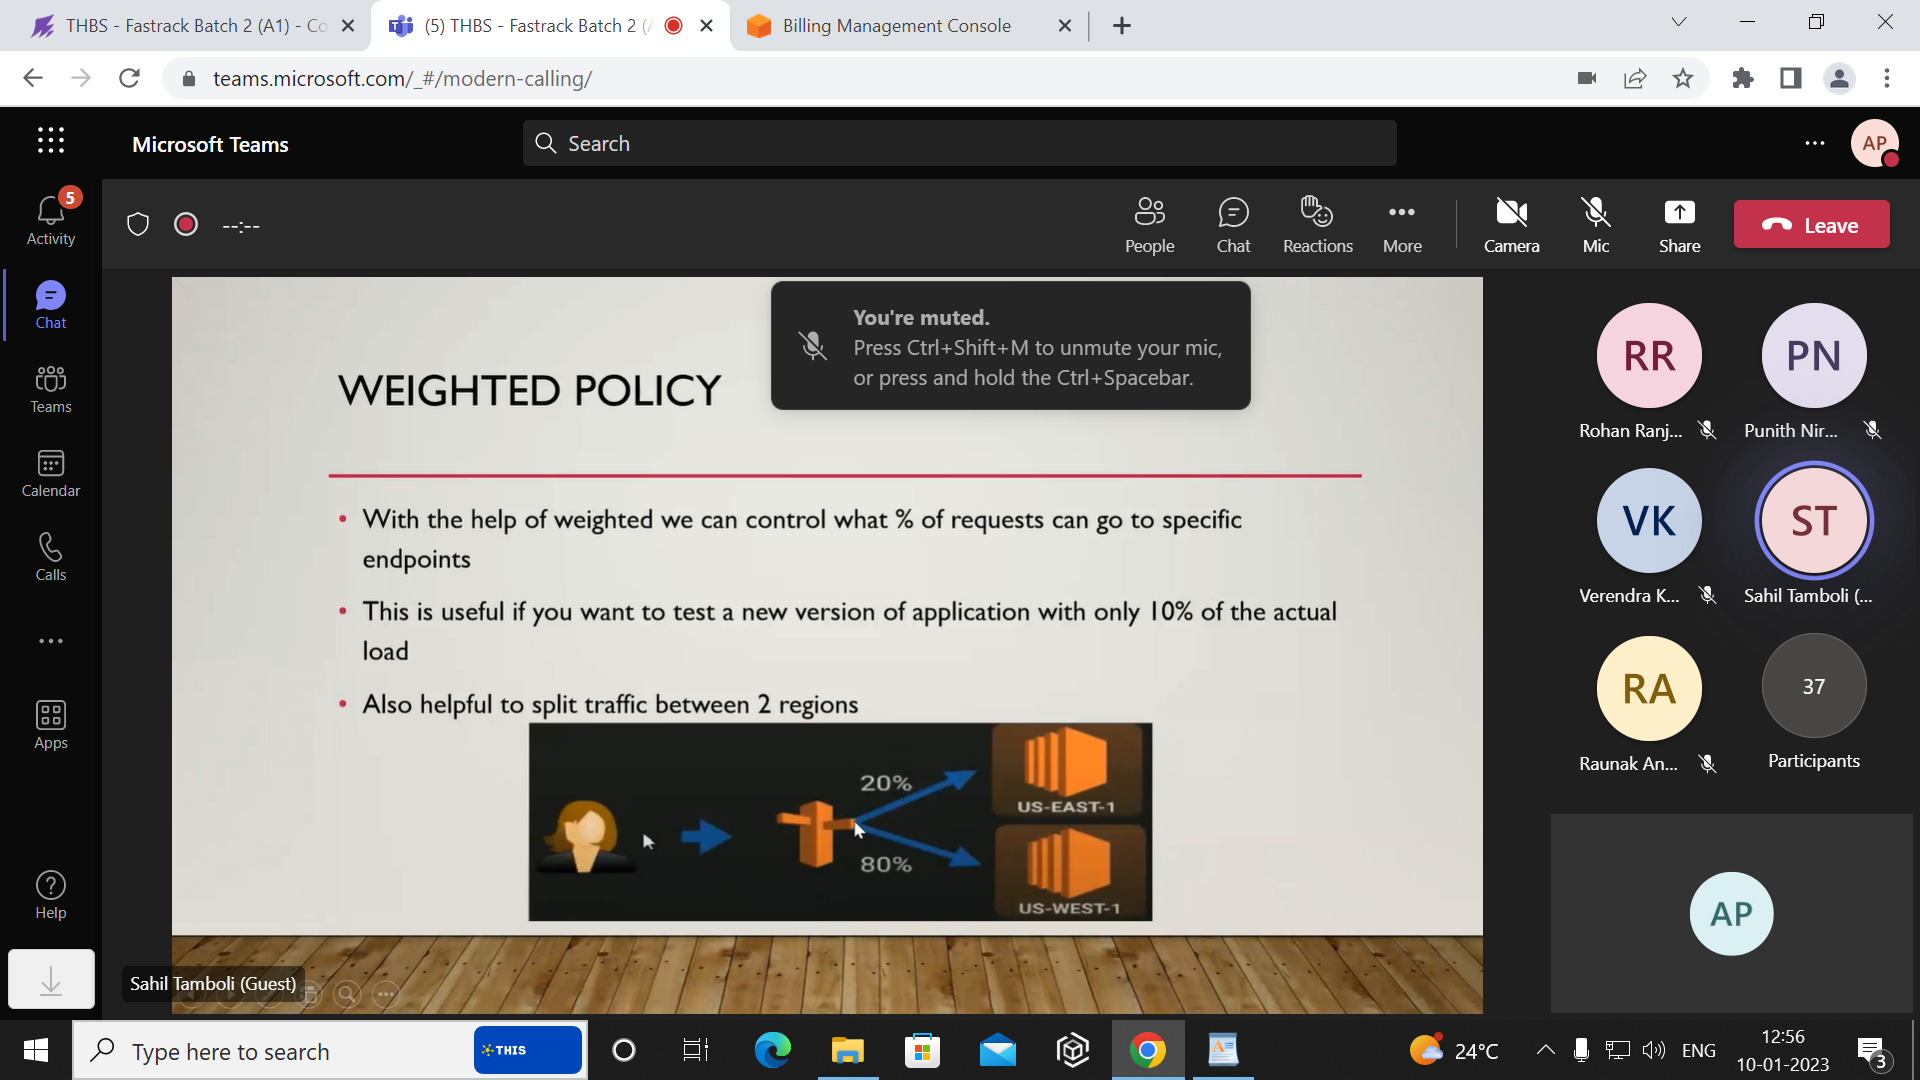 THBS - Fastrack Batch 2 (A1) - Co
(5) THBS - Fastrack Batch 2 (
Billing Management Console
teams.microsoft.com/_#/modern-calling/
Microsoft Teams
Search
AP
5
Activity
Chat
Teams
Calendar
Calls
Apps
Help
--:--
People
Chat
Reactions
More
Camera
Mic
Share
Leave
You're muted.
Press Ctrl+Shift+M to unmute your mic,
or press and hold the Ctrl+Spacebar.
WEIGHTED POLICY
• With the help of weighted we can control what % of requests can go to specific
endpoints
• This is useful if you want to test a new version of application with only 10% of the actual
load
• Also helpful to split traffic between 2 regions
20%
80%
US-EAST-1
US-WEST-1
Sahil Tamboli (Guest)
RR
Rohan Ranj...
PN
Punith Nir...
VK
Verendra K...
ST
Sahil Tamboli (...
RA
Raunak An...
37
Participants
AP
Type here to search
THIS
24°C
ENG
12:56
10-01-2023
3